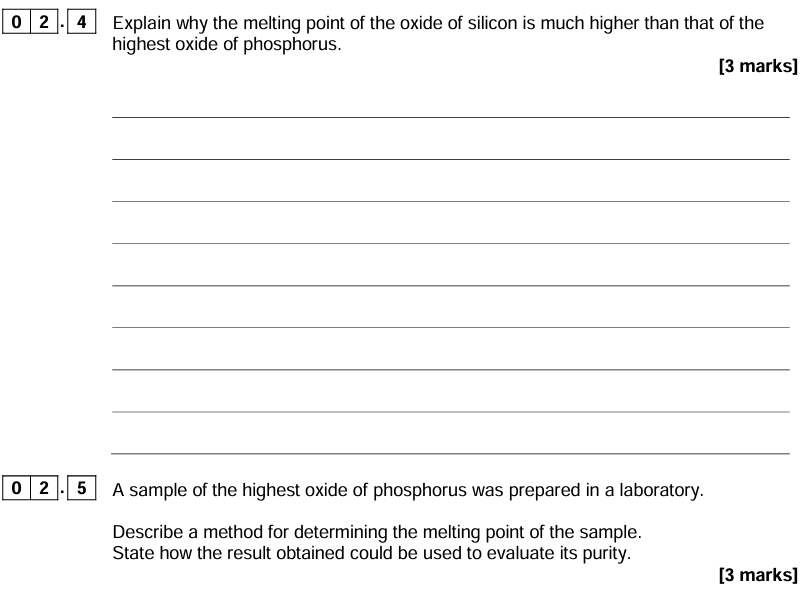 0 2 . 4 Explain why the melting point of the oxide of silicon is much higher than that of the
highest oxide of phosphorus.
[3 marks]
0 2 . 5 A sample of the highest oxide of phosphorus was prepared in a laboratory.
Describe a method for determining the melting point of the sample.
State how the result obtained could be used to evaluate its purity.
[3 marks]